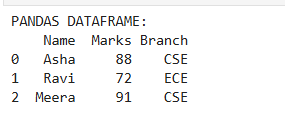 PANDAS DATAFRAME:
    Name  Marks Branch
0   Asha     88    CSE
1   Ravi     72    ECE
2  Meera     91    CSE